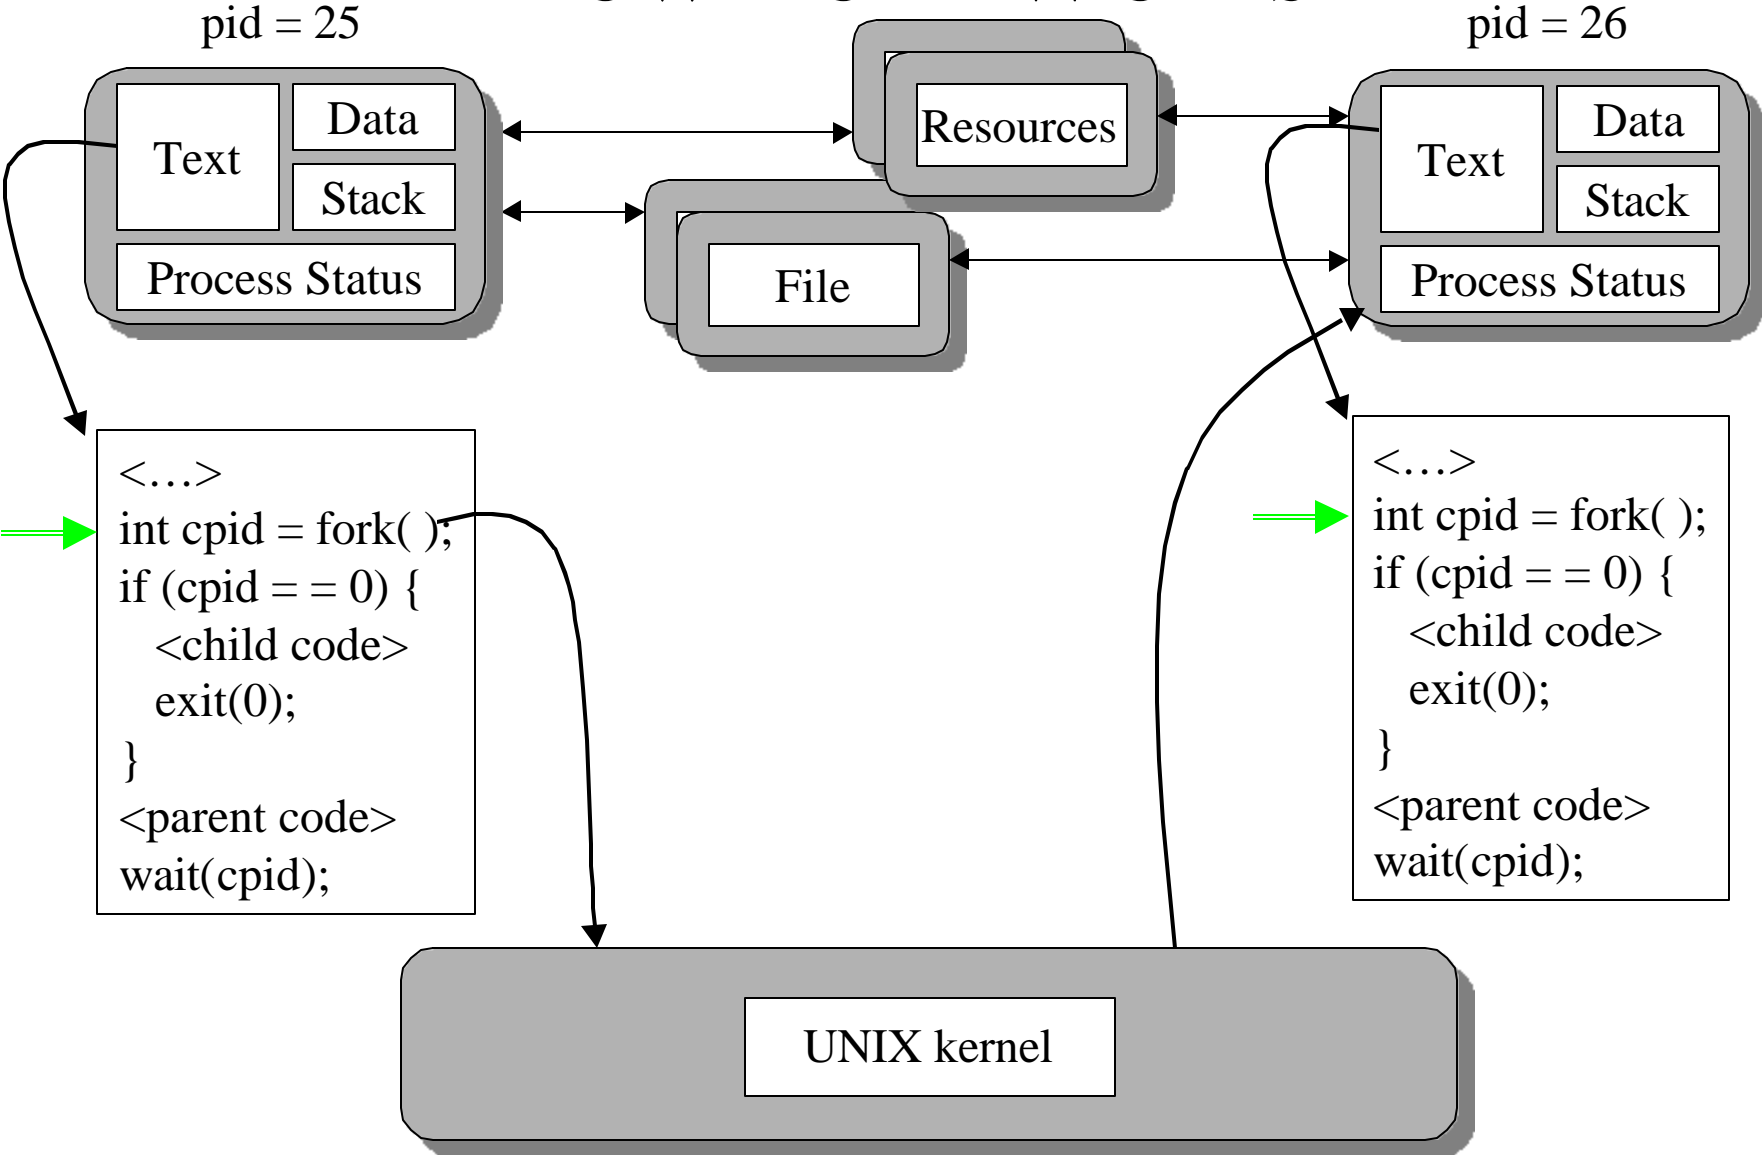 pid = 25
pid = 26
Text
Data
Stack
Process Status
Resources
File
Text
Data
Stack
Process Status
<…>
int cpid = fork( );
if (cpid = = 0) {
<child code>
exit(0);
}
<parent code>
wait(cpid);
<…>
int cpid = fork( );
if (cpid = = 0) {
<child code>
exit(0);
}
<parent code>
wait(cpid);
UNIX kernel